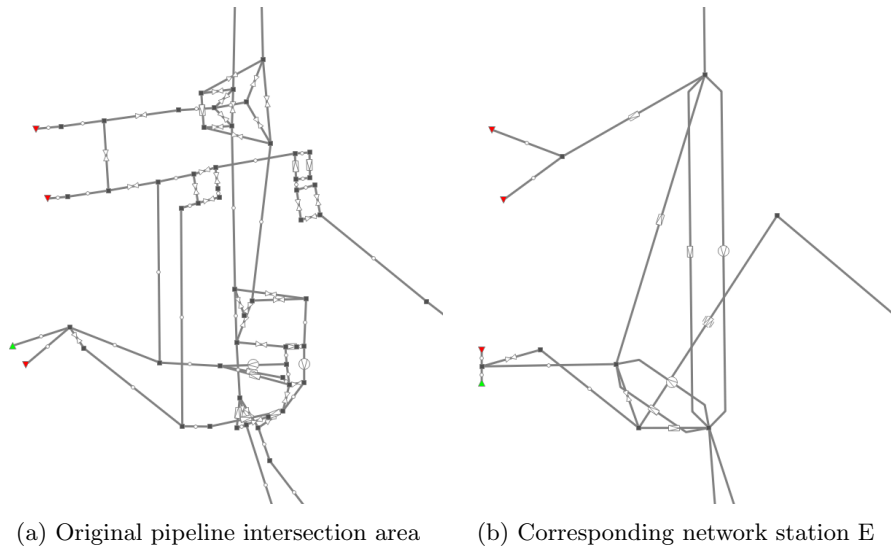 (a) Original pipeline intersection area
(b) Corresponding network station E